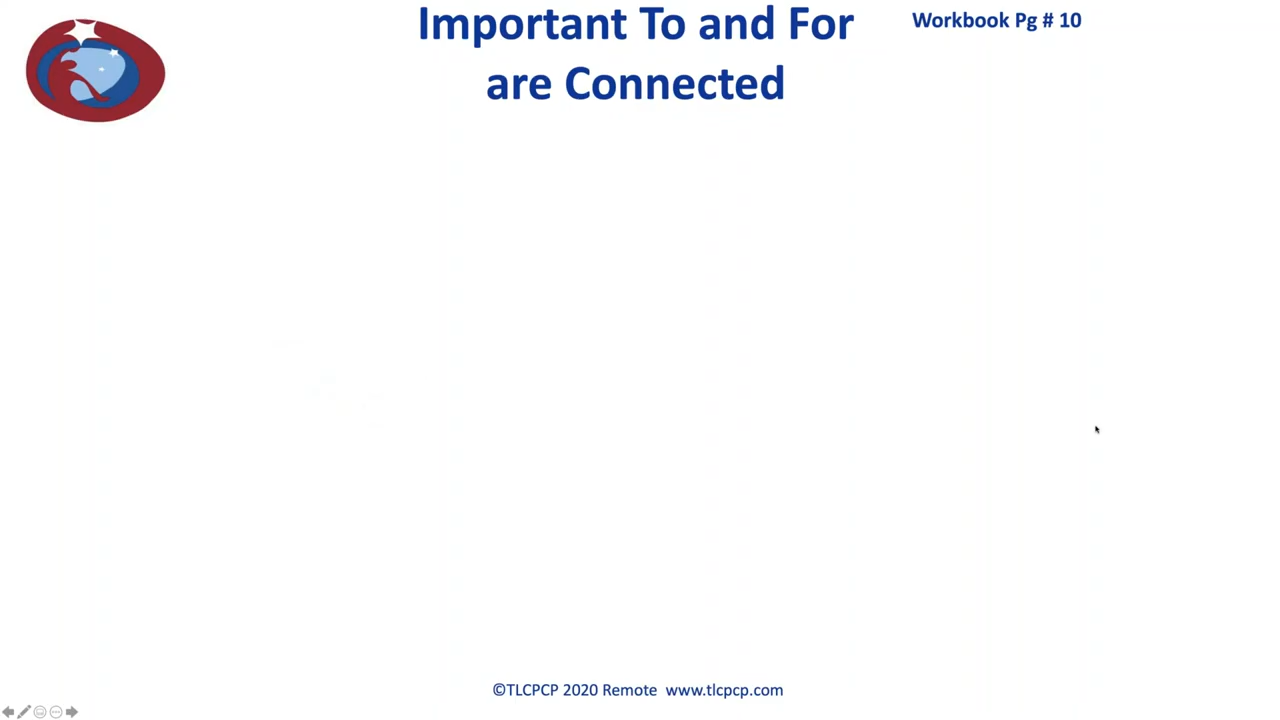 Important To and For
are Connected
Workbook Pg # 10
©TLCPCP 2020 Remote www.tlcpcp.com